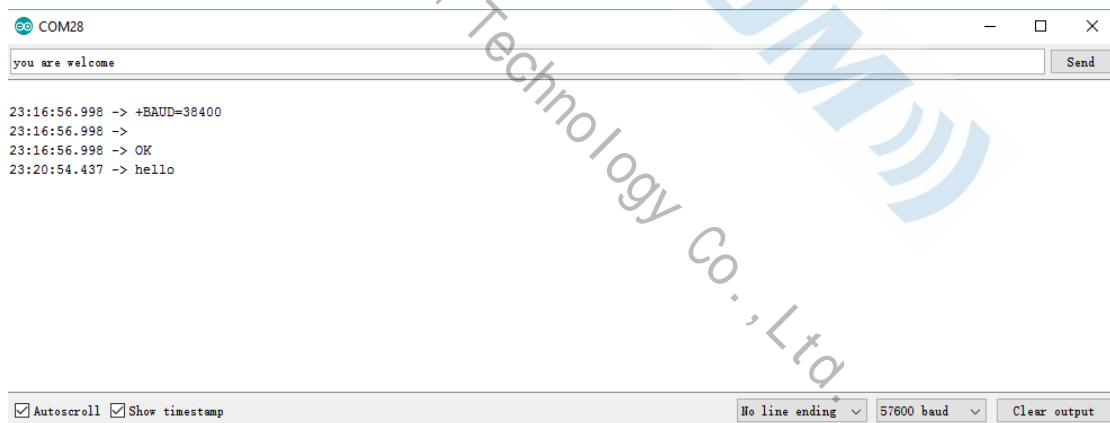 COM28
you are welcome
Send
23:16:56.998 -> +BAUD=38400
23:16:56.998 ->
23:16:56.998 -> OK
23:20:54.437 -> hello
Technology Co.,Ltd.
Autoscroll Show timestamp No line ending 57600 baud Clear output